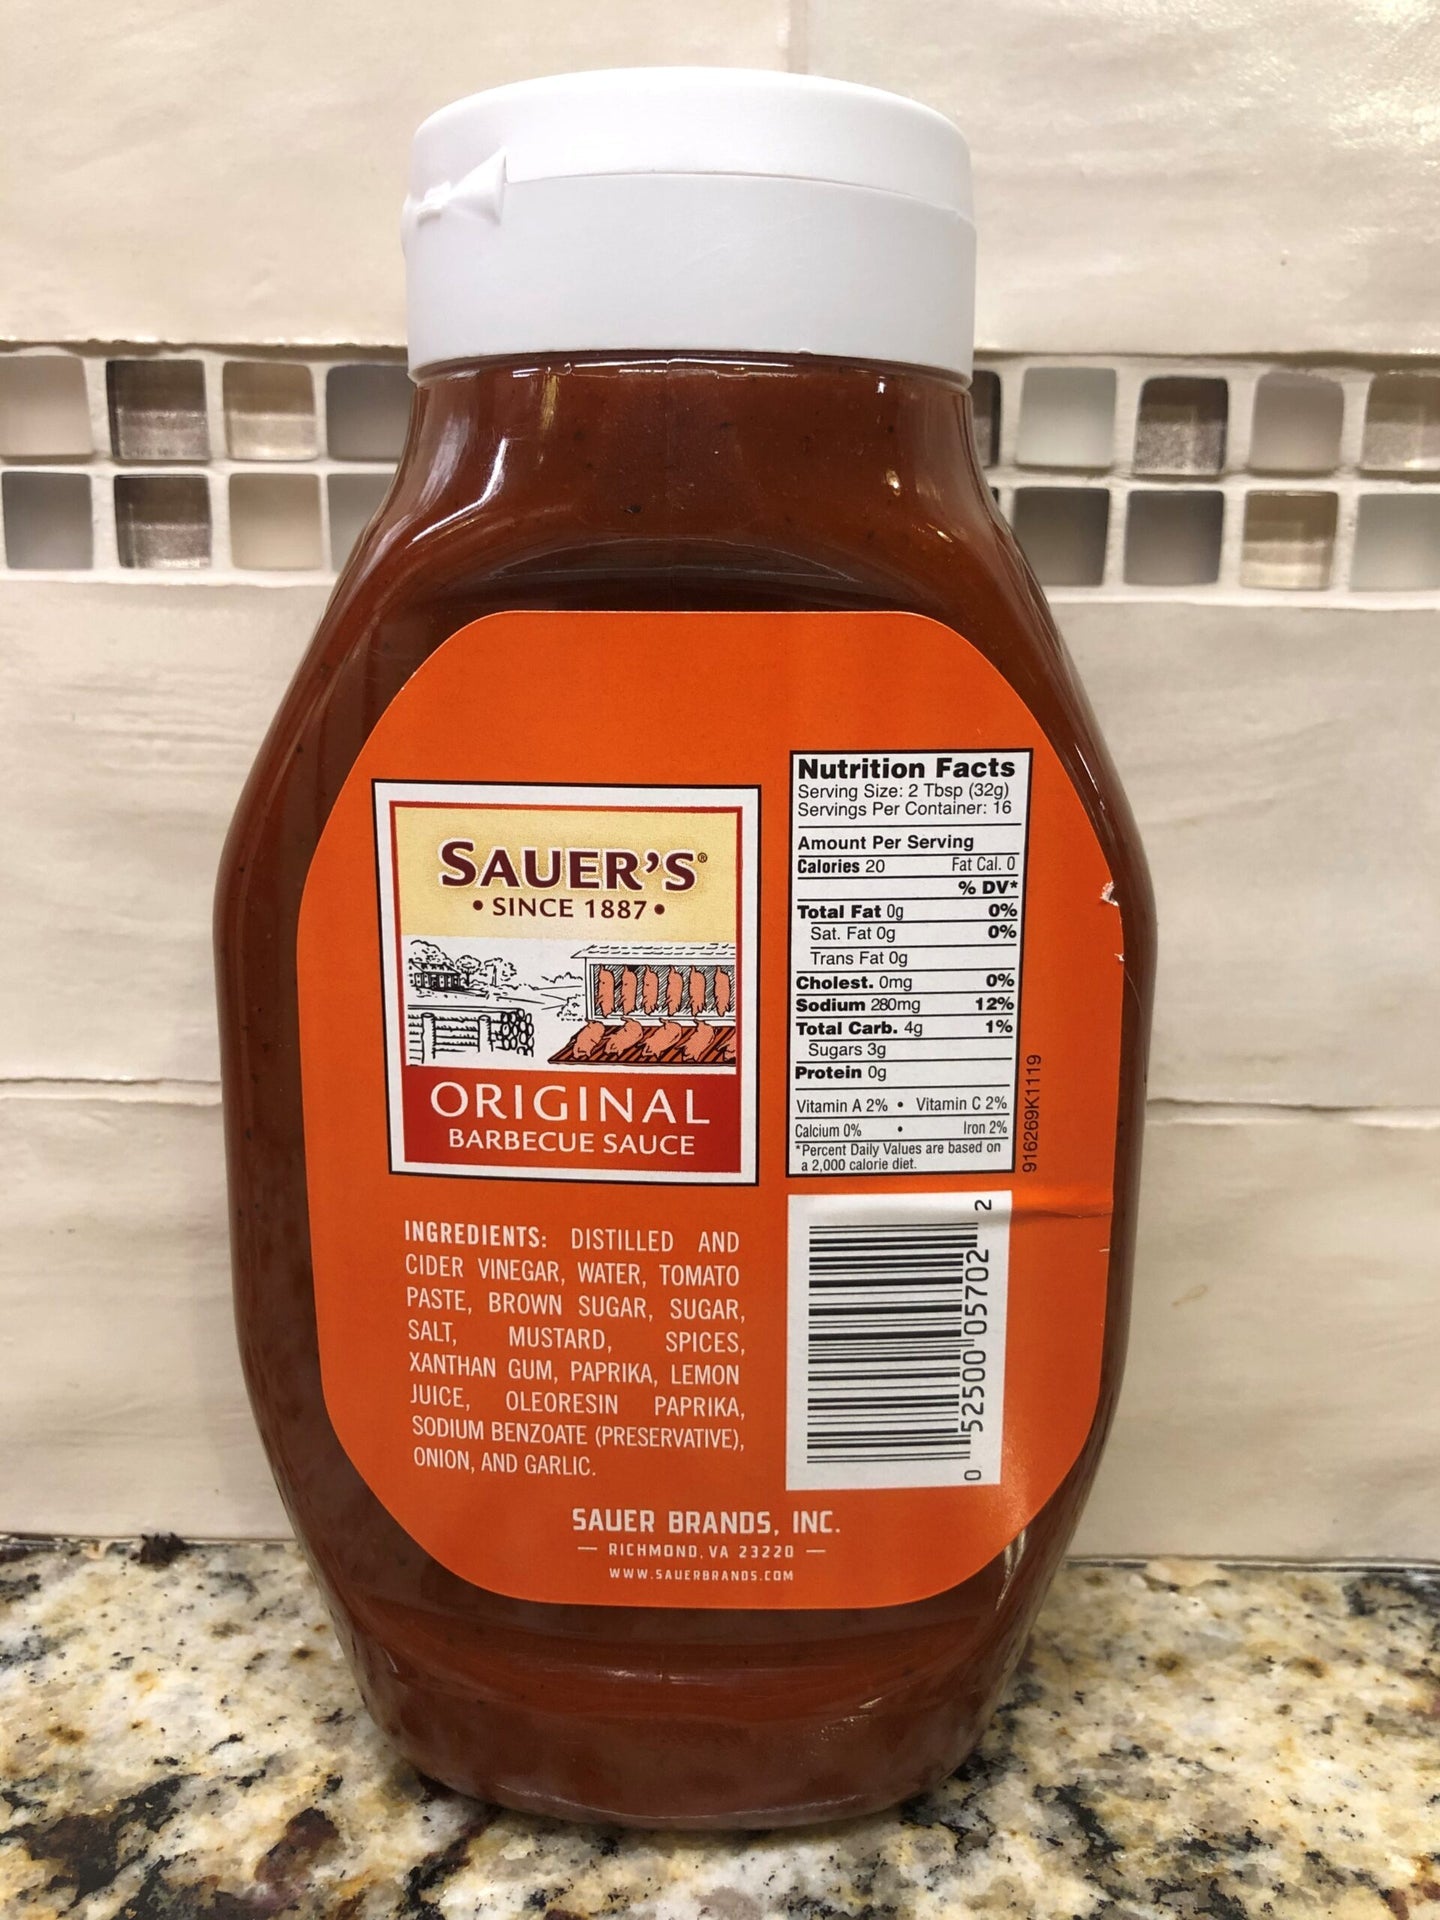 SAUER'S®
• SINCE 1887 •
ORIGINAL
BARBECUE SAUCE
INGREDIENTS: DISTILLED AND
CIDER VINEGAR, WATER, TOMATO
PASTE, BROWN SUGAR, SUGAR,
SALT, MUSTARD, SPICES,
XANTHAN GUM, PAPRIKA, LEMON
JUICE, OLEORESIN PAPRIKA,
SODIUM BENZOATE (PRESERVATIVE),
ONION, AND GARLIC.
Nutrition Facts
Serving Size: 2 Tbsp (32g)
Servings Per Container: 16
Amount Per Serving
Calories 20 Fat Cal. 0
% DV*
Total Fat 0g 0%
Sat. Fat 0g 0%
Trans Fat 0g
Cholest. 0mg 0%
Sodium 280mg 12%
Total Carb. 4g 1%
Sugars 3g
Protein 0g
Vitamin A 2% • Vitamin C 2%
Calcium 0% • Iron 2%
*Percent Daily Values are based on
a 2,000 calorie diet.
916269K1119
0 52500 05702 2
SAUER BRANDS, INC.
— RICHMOND, VA 23220 —
WWW.SAUERBRANDS.COM